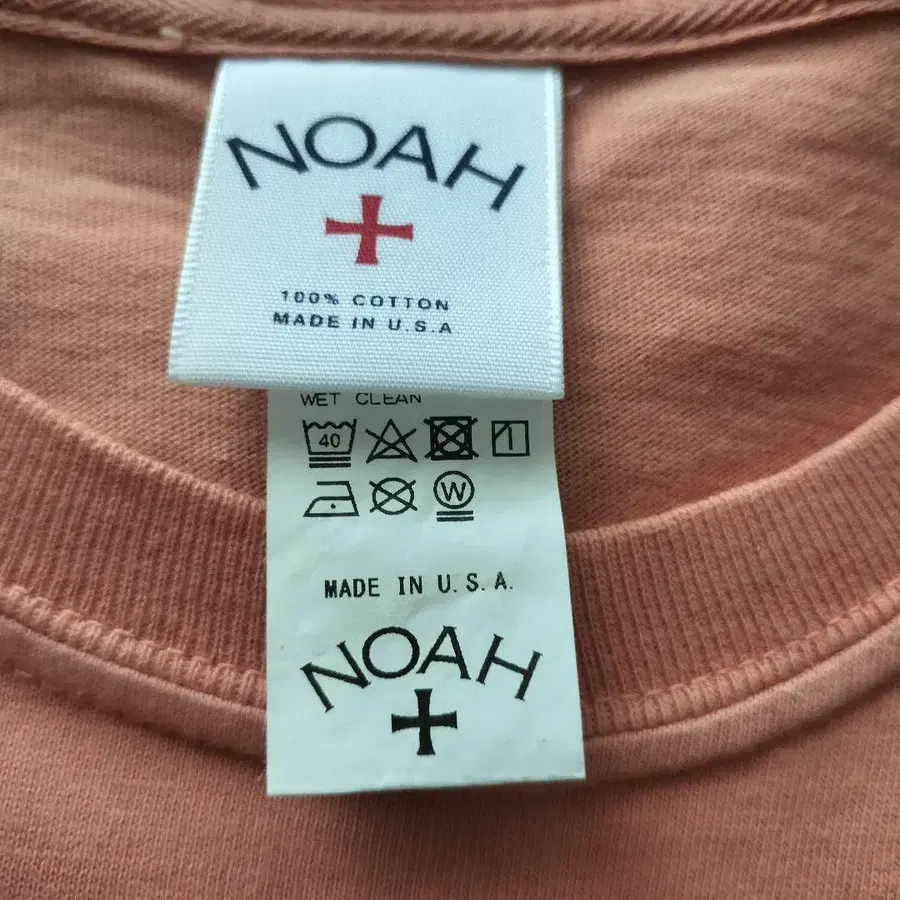 NOAH
100% COTTON
MADE IN U.S.A
WET CLEAN
40
W
MADE IN U.S.A.
NOAH